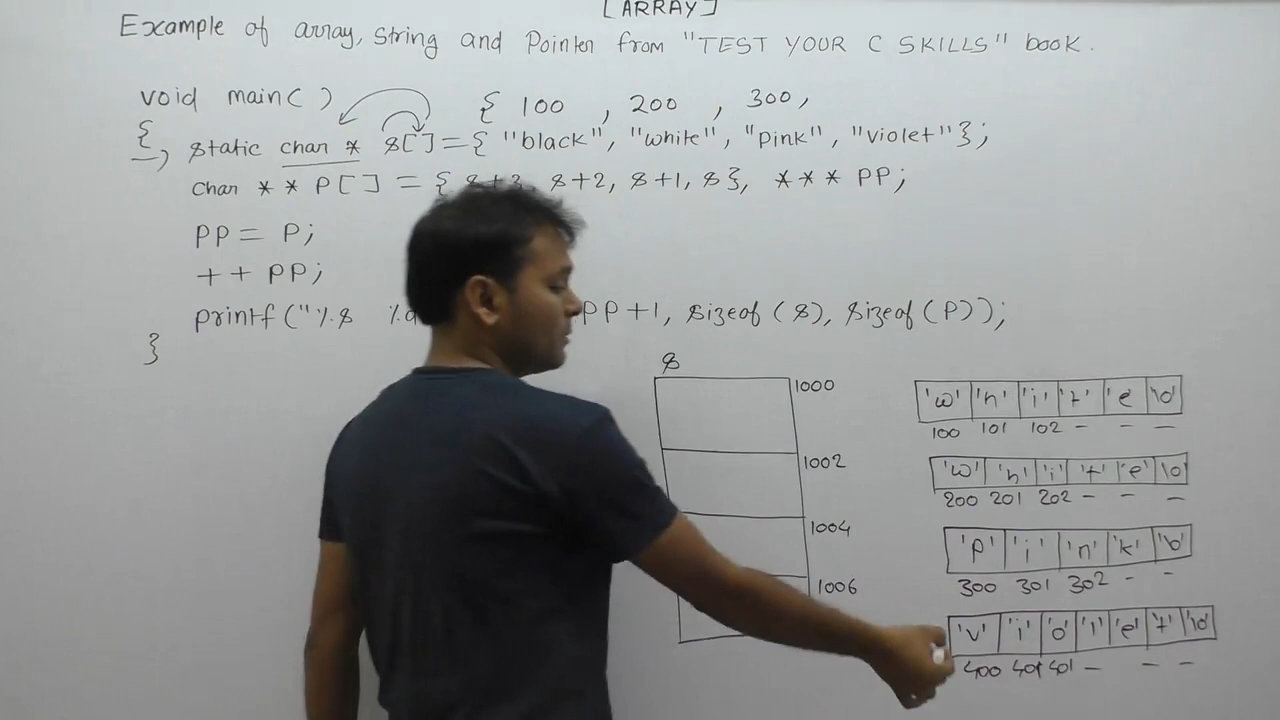 [ARRAY]
Example of array, String and Pointer from "TEST YOUR C SKILLS" book.
void main( )
{ 100 , 200 , 300,
{, static char * s[]={ "black", "white", "pink", "violet"};
char * * P[] = { s+3, s+2, s+1, s}, * * * PP;
PP = P;
+ + PP;
printf("%s %d PP+1, sizeof(s), sizeof(P));
}
s
1000
1002
1004
1006
'w' 'h' 'i' 't' 'e' \0
100 101 102 - - -
'w' 'h' 'i' 't' 'e' \0
200 201 202 - - -
'P' 'i' 'n' 'k' \0
300 301 302 - -
'v' 'i' 'o' 'l' 'e' 't' \0
400 401 401 - - -